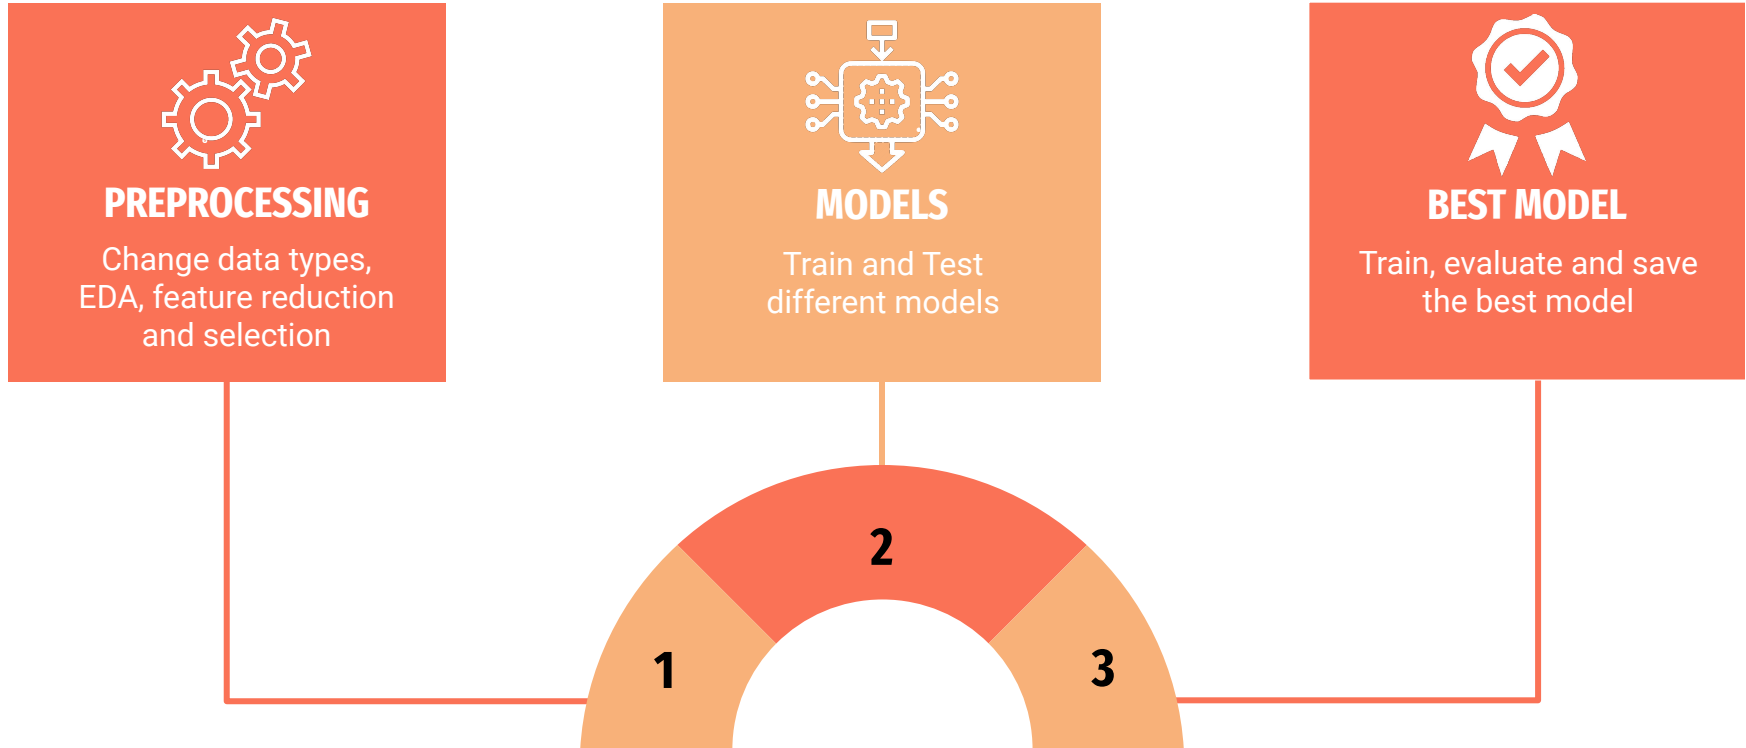 PREPROCESSING
Change data types,
EDA, feature reduction
and selection
MODELS
Train and Test
different models
BEST MODEL
Train, evaluate and save
the best model
1
2
3